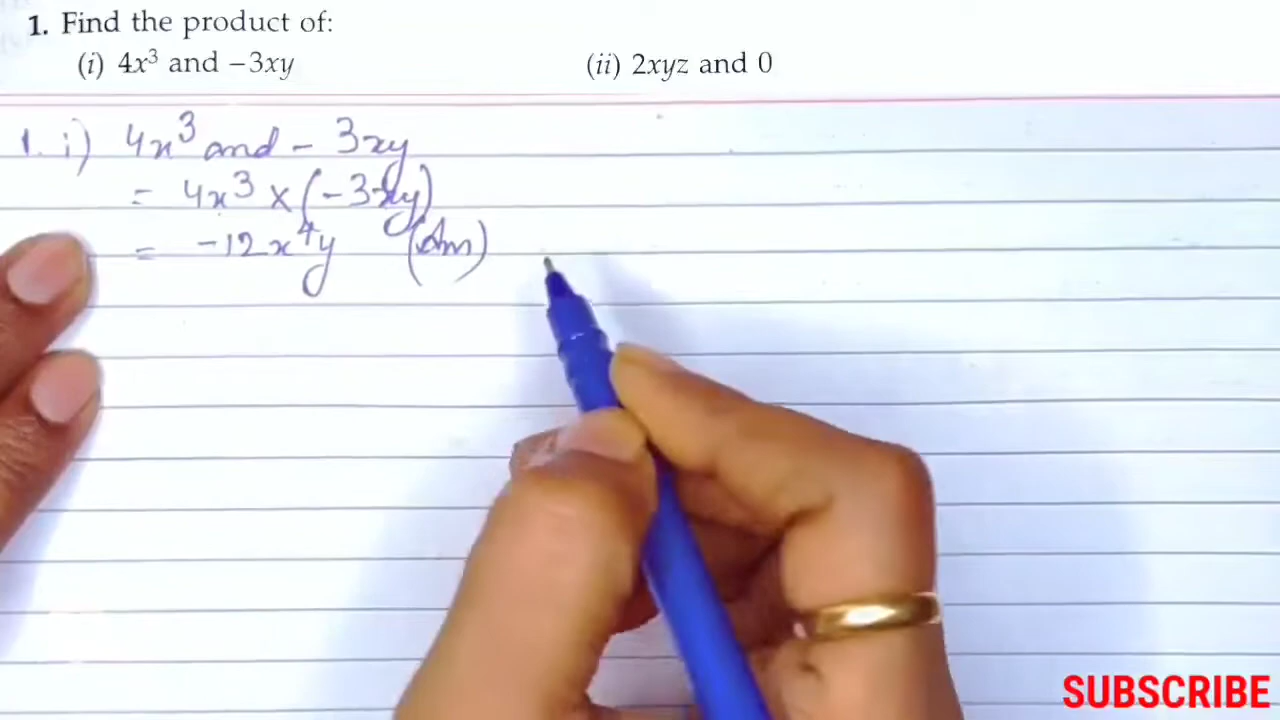 1. Find the product of:
(i) 4x³ and −3xy (ii) 2xyz and 0
1. i) 4x³ and - 3xy
= 4x³ × (-3xy)
= -12x⁴y (Ans)
SUBSCRIBE